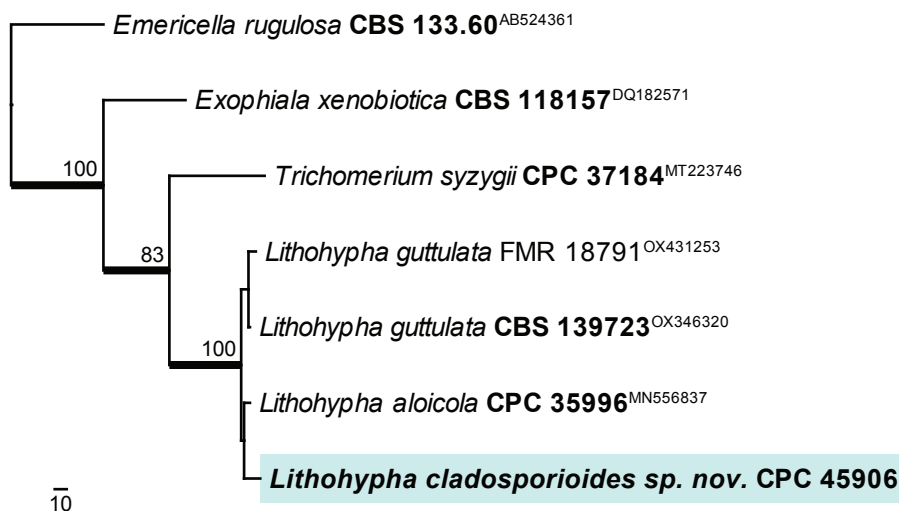 Emericella rugulosa CBS 133.60AB524361
Exophiala xenobiotica CBS 118157DQ182571
100
Trichomerium syzygii CPC 37184MT223746
83
Lithohypha guttulata FMR 18791OX431253
Lithohypha guttulata CBS 139723OX346320
100
Lithohypha aloicola CPC 35996MN556837
Lithohypha cladosporioides sp. nov. CPC 45906
10